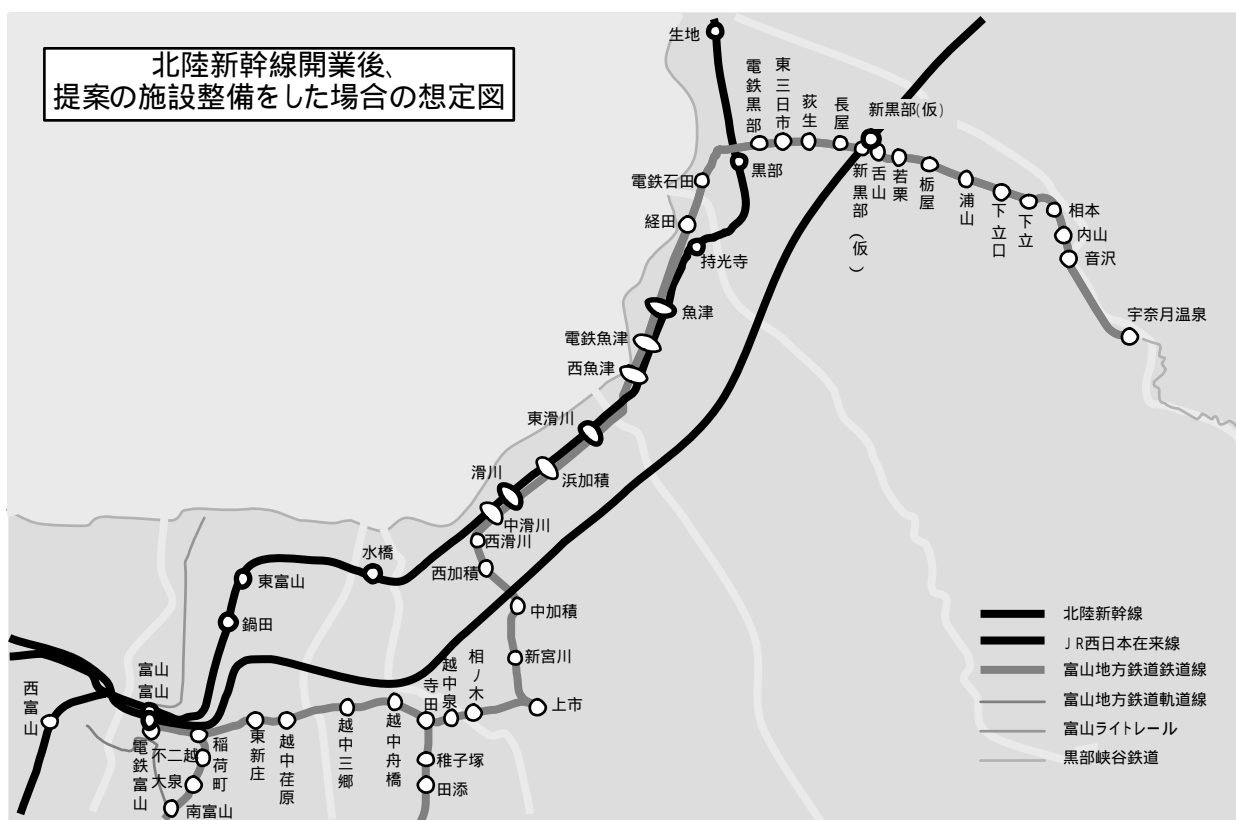 北陸新幹線開業後、
提案の施設整備をした場合の想定図
生地
電鉄黒部
東三日市
荻生
長屋
新黒部(仮)
黒部
新黒部（仮）
舌山
若栗
栃屋
浦山
下立口
下立
相本
内山
音沢
宇奈月温泉
電鉄石田
経田
持光寺
魚津
電鉄魚津
西魚津
東滑川
浜加積
滑川
中滑川
西滑川
西加積
中加積
新宮川
上市
水橋
東富山
鍋田
富山
富山
西富山
電鉄富山
不二越
大泉
南富山
稲荷町
東新庄
越中荏原
越中三郷
越中舟橋
寺田
越中泉
相ノ木
稚子塚
田添
北陸新幹線
JR西日本在来線
富山地方鉄道鉄道線
富山地方鉄道軌道線
富山ライトレール
黒部峡谷鉄道